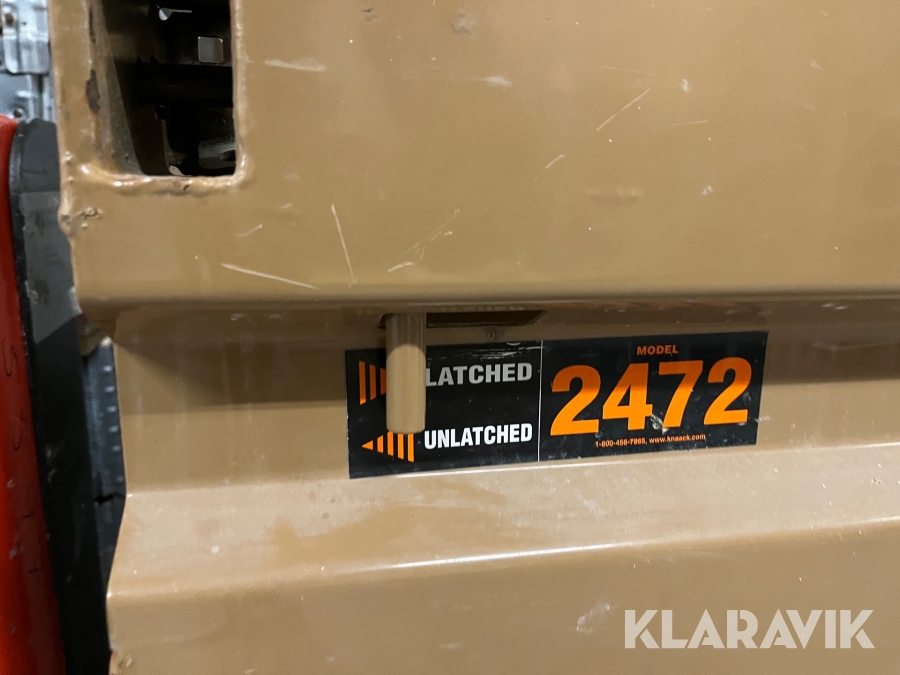 LATCHED
UNLATCHED
MODEL
2472
1-800-456-7865, www.knaack.com
KLARAVIK